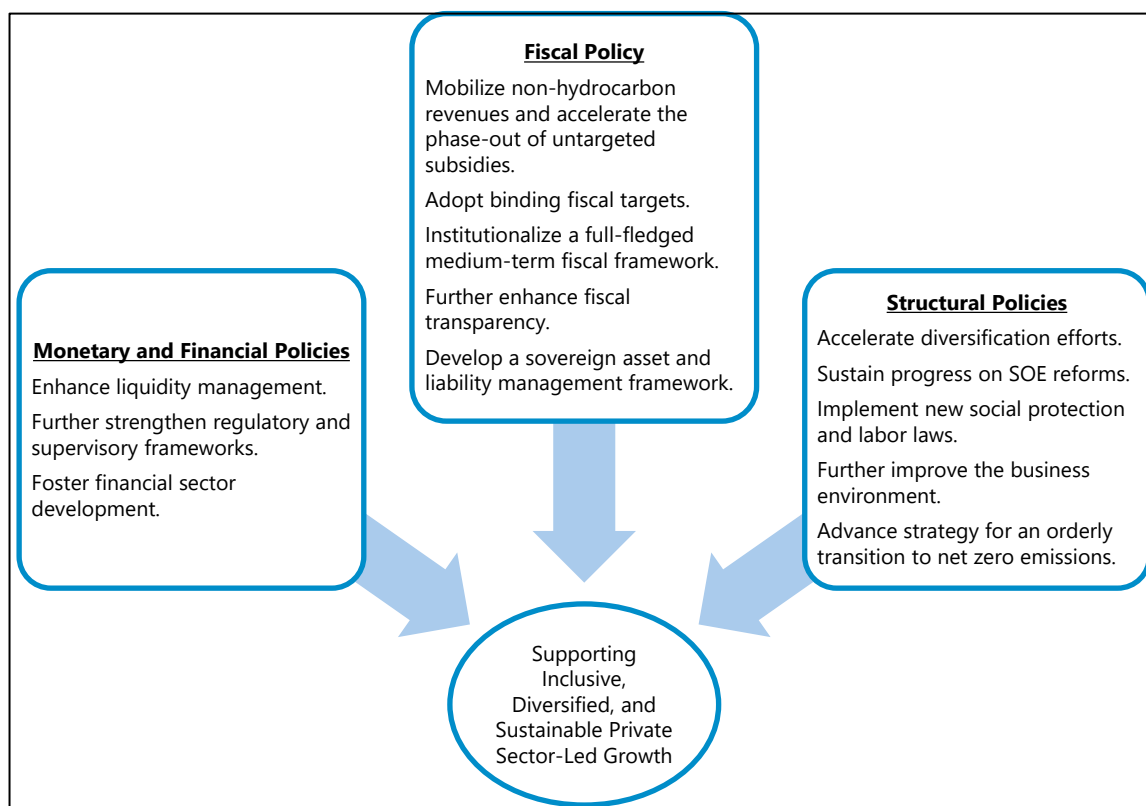 Fiscal Policy
Mobilize non-hydrocarbon
revenues and accelerate the
phase-out of untargeted
subsidies.
Adopt binding fiscal targets.
Institutionalize a full-fledged
medium-term fiscal framework.
Further enhance fiscal
transparency.
Develop a sovereign asset and
liability management framework.
Monetary and Financial Policies
Enhance liquidity management.
Further strengthen regulatory and
supervisory frameworks.
Foster financial sector
development.
Structural Policies
Accelerate diversification efforts.
Sustain progress on SOE reforms.
Implement new social protection
and labor laws.
Further improve the business
environment.
Advance strategy for an orderly
transition to net zero emissions.
Supporting
Inclusive,
Diversified, and
Sustainable Private
Sector-Led Growth